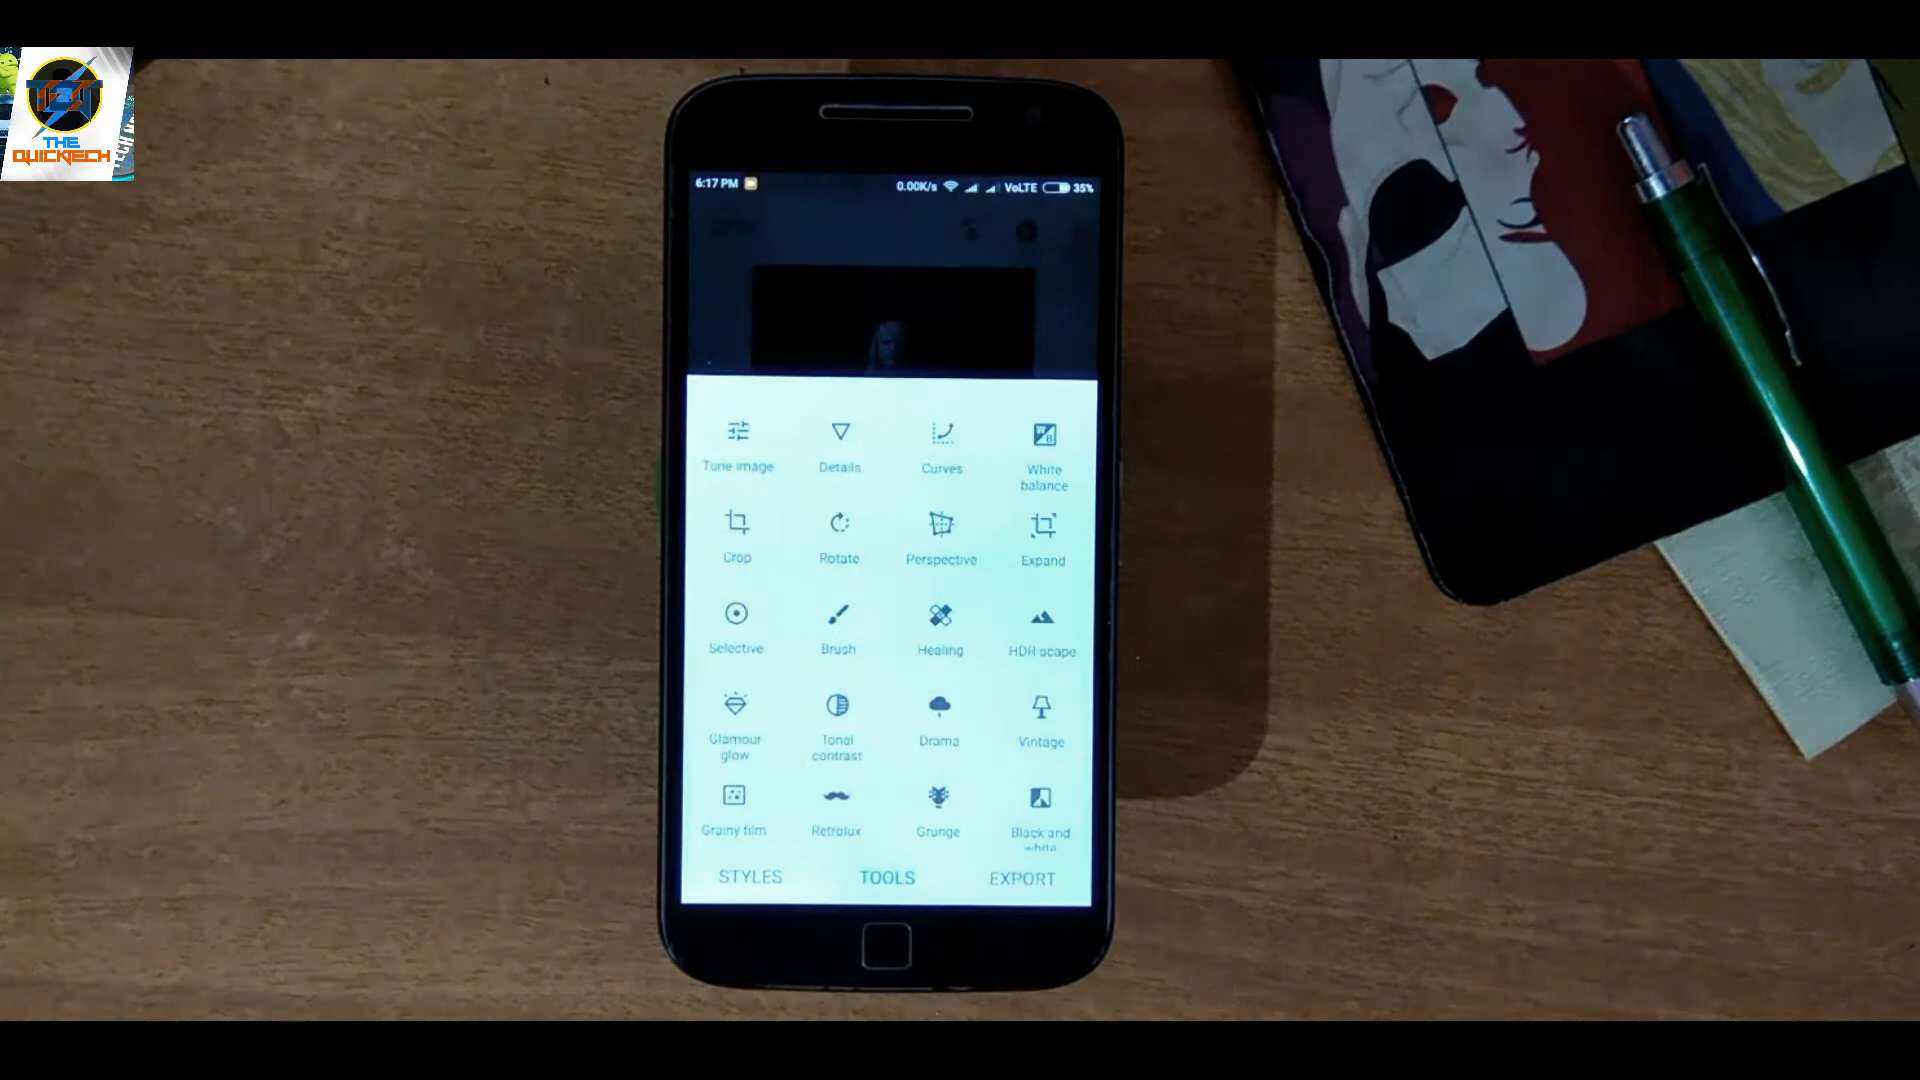 THE
QUICKTECH
6:17 PM
0.00K/s VoLTE 35%
Tune image Details Curves White balance
Crop Rotate Perspective Expand
Selective Brush Healing HDR scape
Glamour glow Tonal contrast Drama Vintage
Grainy film Retrolux Grunge Black and white
STYLES TOOLS EXPORT